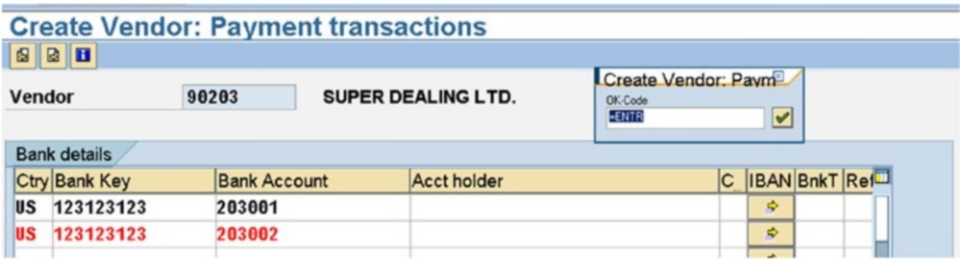 Create Vendor: Payment transactions
Vendor 90203 SUPER DEALING LTD.
Create Vendor: Paym
OK-Code
=ENTR
Bank details
Ctry Bank Key Bank Account Acct holder C.. IBAN BnkT Ref
US 123123123 203001
US 123123123 203002